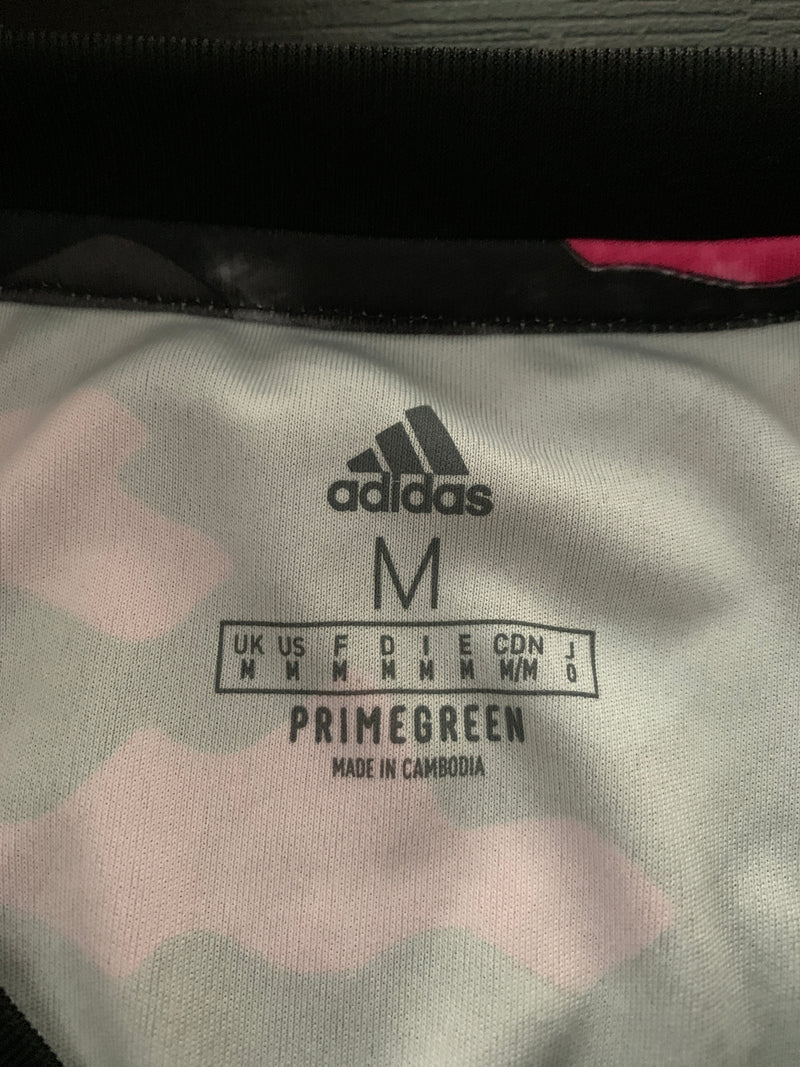 adidas
M
UK US F D I E CDN J
M M M M M M M/M O
PRIMEGREEN
MADE IN CAMBODIA